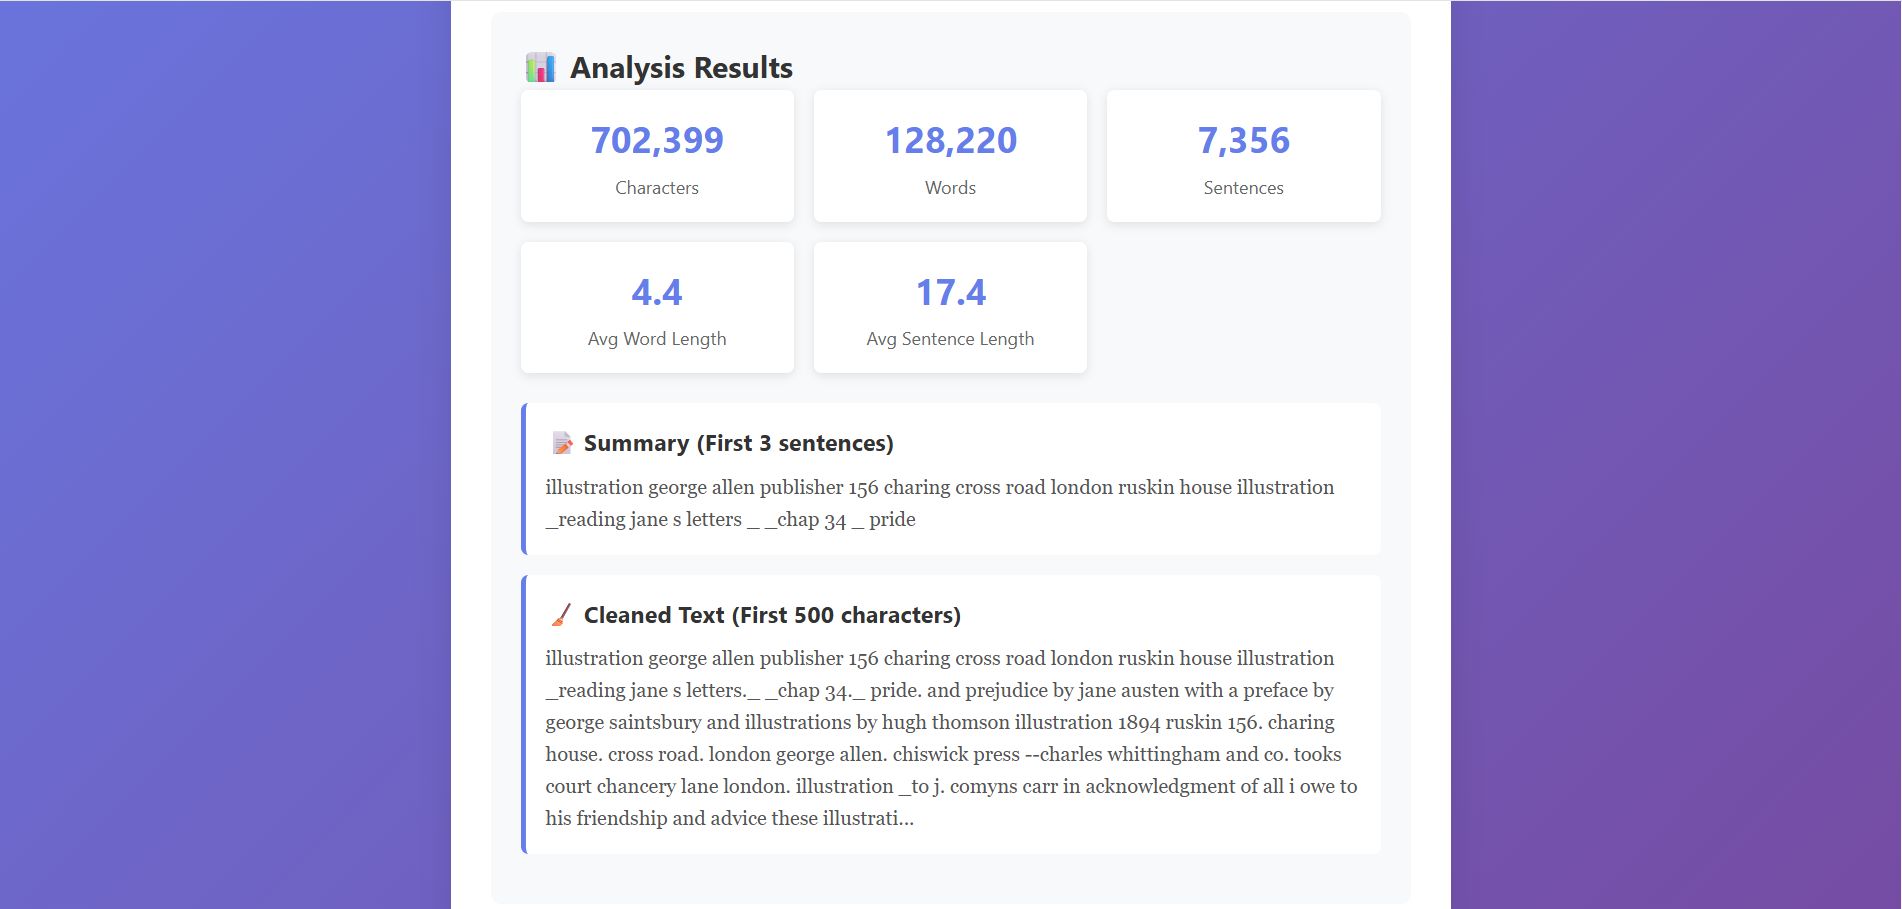 Analysis Results
702,399
Characters
128,220
Words
7,356
Sentences
4.4
Avg Word Length
17.4
Avg Sentence Length
Summary (First 3 sentences)
illustration george allen publisher 156 charing cross road london ruskin house illustration
_reading jane s letters _ _chap 34 _ pride
Cleaned Text (First 500 characters)
illustration george allen publisher 156 charing cross road london ruskin house illustration
_reading jane s letters._ _chap 34._ pride. and prejudice by jane austen with a preface by
george saintsbury and illustrations by hugh thomson illustration 1894 ruskin 156. charing
house. cross road. london george allen. chiswick press --charles whittingham and co. tooks
court chancery lane london. illustration _to j. comyns carr in acknowledgment of all i owe to
his friendship and advice these illustrati...